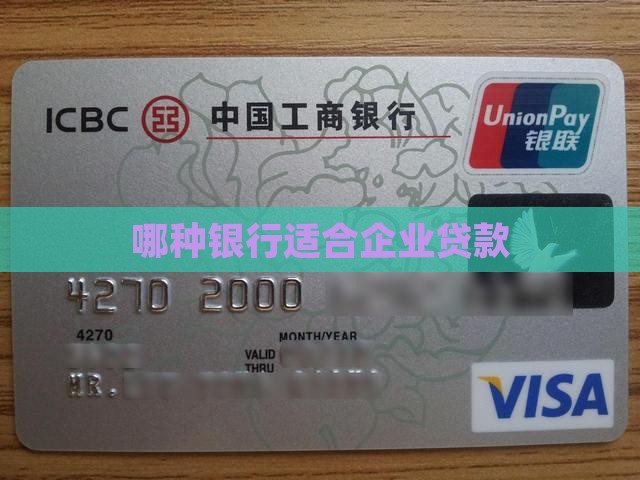 ICBC 中国工商银行
UnionPay
银联
哪种银行适合企业贷款
4270 2000
4270
MONTH/YEAR
VALID
THRU
MR.
VISA